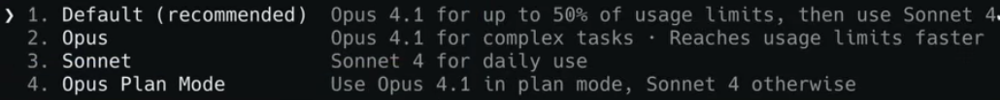 ❯ 1. Default (recommended)  Opus 4.1 for up to 50% of usage limits, then use Sonnet 4
2. Opus  Opus 4.1 for complex tasks · Reaches usage limits faster
3. Sonnet  Sonnet 4 for daily use
4. Opus Plan Mode  Use Opus 4.1 in plan mode, Sonnet 4 otherwise